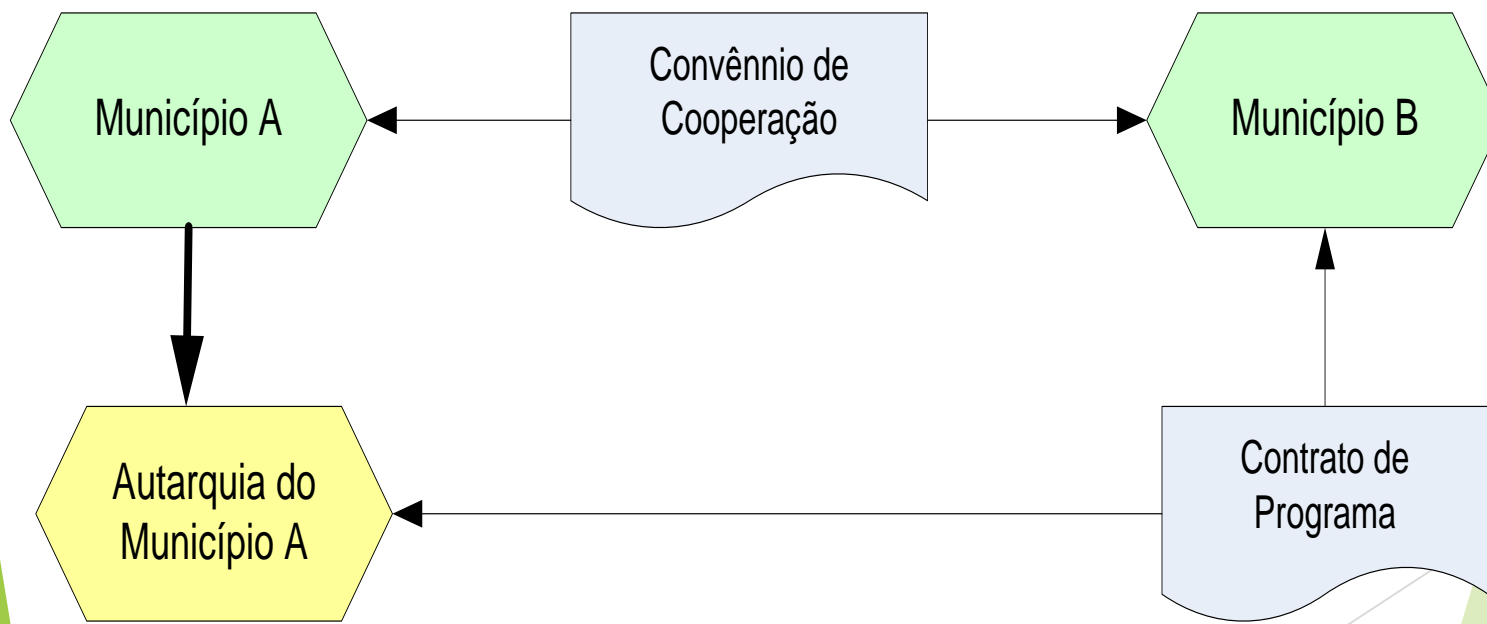 Município A
Convênnio de
Cooperação
Município B
Autarquia do
Município A
Contrato de
Programa